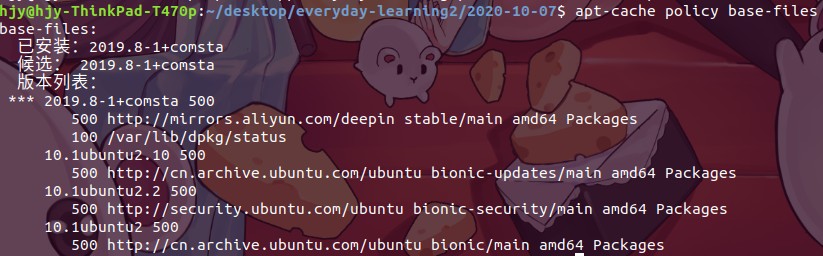 hjy@hjy-ThinkPad-T470p:~/desktop/everyday-learning2/2020-10-07$ apt-cache policy base-files
base-files:
  已安装：2019.8-1+comsta
  候选： 2019.8-1+comsta
  版本列表：
 *** 2019.8-1+comsta 500
        500 http://mirrors.aliyun.com/deepin stable/main amd64 Packages
        100 /var/lib/dpkg/status
     10.1ubuntu2.10 500
        500 http://cn.archive.ubuntu.com/ubuntu bionic-updates/main amd64 Packages
     10.1ubuntu2.2 500
        500 http://security.ubuntu.com/ubuntu bionic-security/main amd64 Packages
     10.1ubuntu2 500
        500 http://cn.archive.ubuntu.com/ubuntu bionic/main amd64 Packages